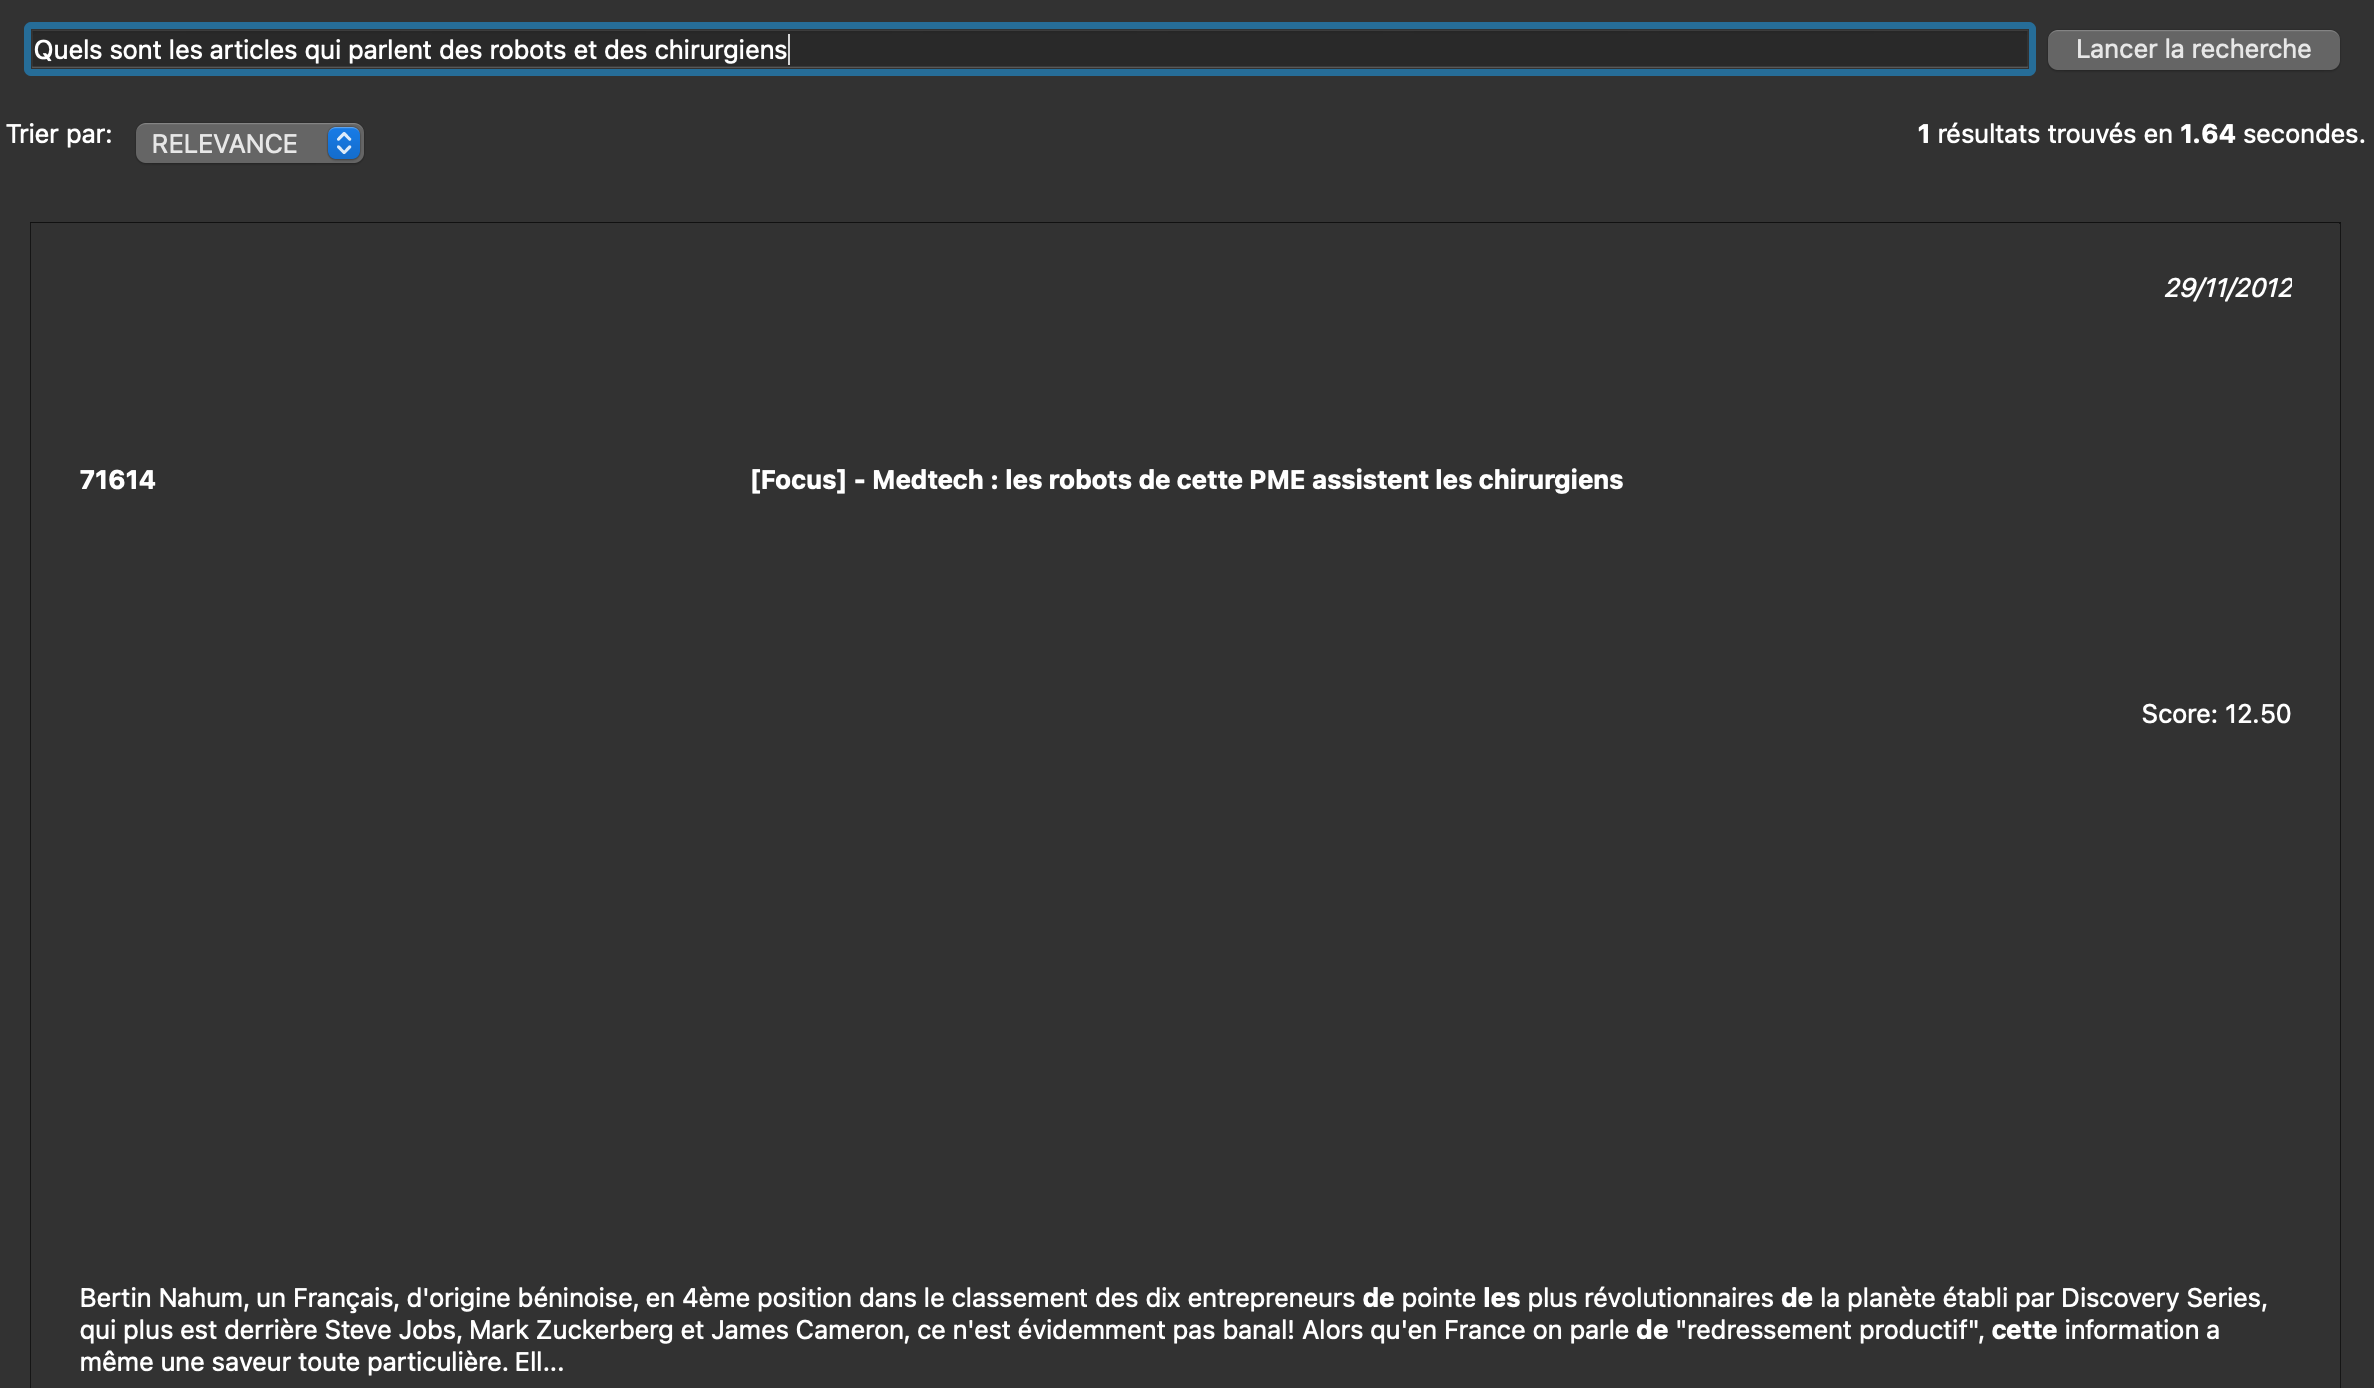 Quels sont les articles qui parlent des robots et des chirurgiens
Lancer la recherche
Trier par:
RELEVANCE
1 résultats trouvés en 1.64 secondes.
29/11/2012
71614
[Focus] - Medtech : les robots de cette PME assistent les chirurgiens
Score: 12.50
Bertin Nahum, un Français, d'origine béninoise, en 4ème position dans le classement des dix entrepreneurs de pointe les plus révolutionnaires de la planète établi par Discovery Series,
qui plus est derrière Steve Jobs, Mark Zuckerberg et James Cameron, ce n'est évidemment pas banal! Alors qu'en France on parle de "redressement productif", cette information a
même une saveur toute particulière. Ell...